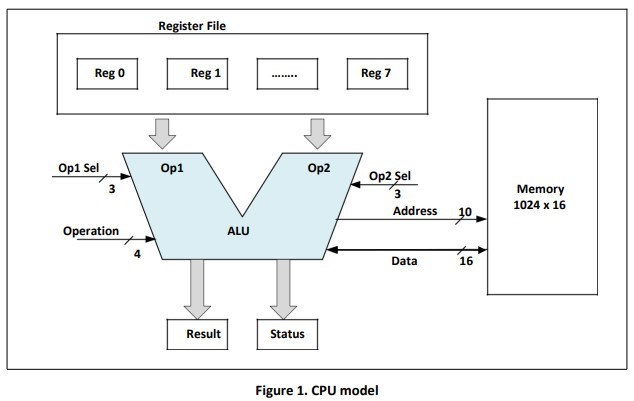 Register File
Reg 0
Reg 1
........
Reg 7
Op1 Sel
3
Op1
Op2
Op2 Sel
3
Memory
1024 x 16
Address 10
Operation
4
ALU
Data 16
Result
Status
Figure 1. CPU model